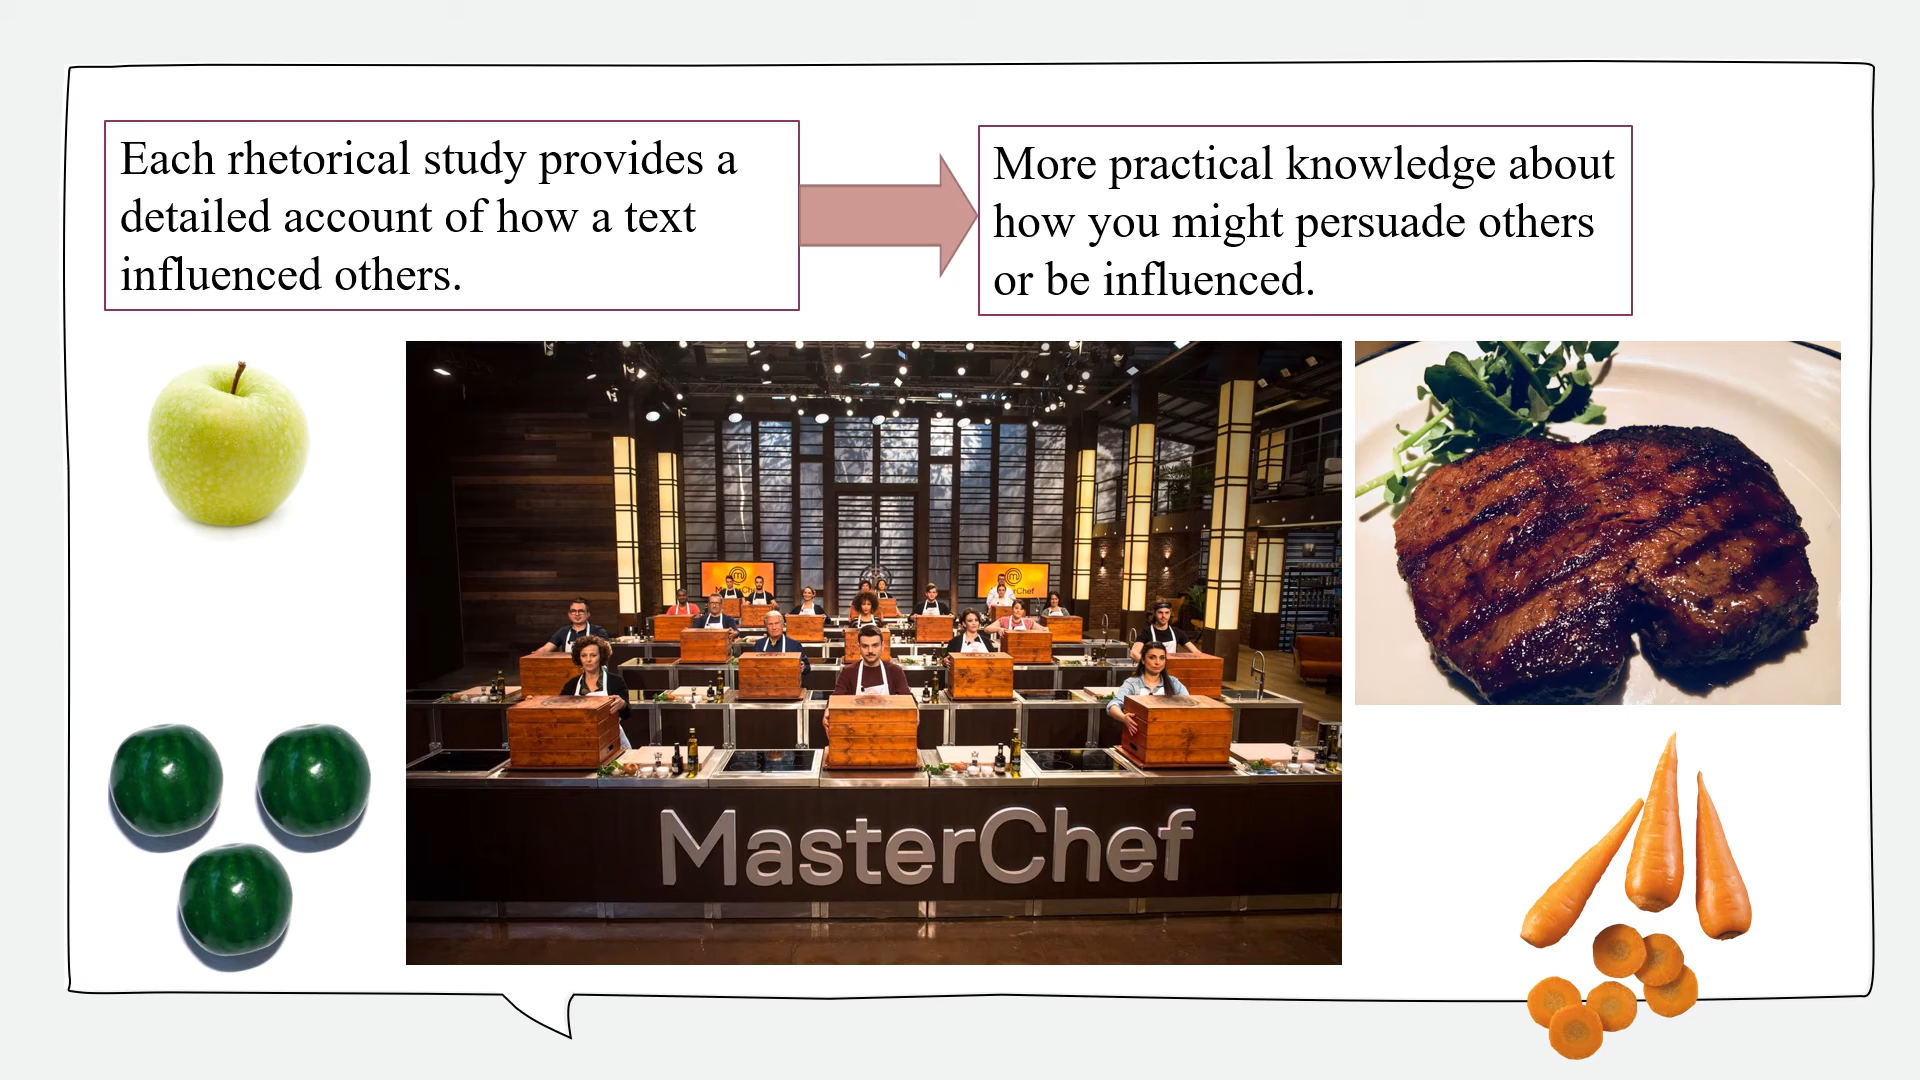 Each rhetorical study provides a
detailed account of how a text
influenced others.
More practical knowledge about
how you might persuade others
or be influenced.
MasterChef